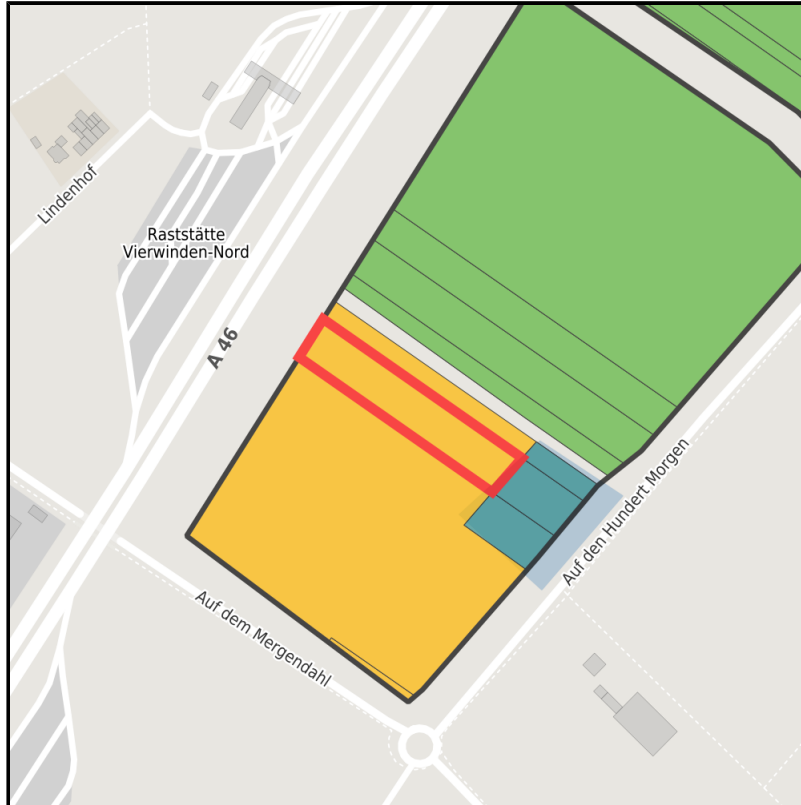 Lindenhof
Raststätte
Vierwinden-Nord
A 46
Auf den Hundert Morgen
Auf dem Mergendahl